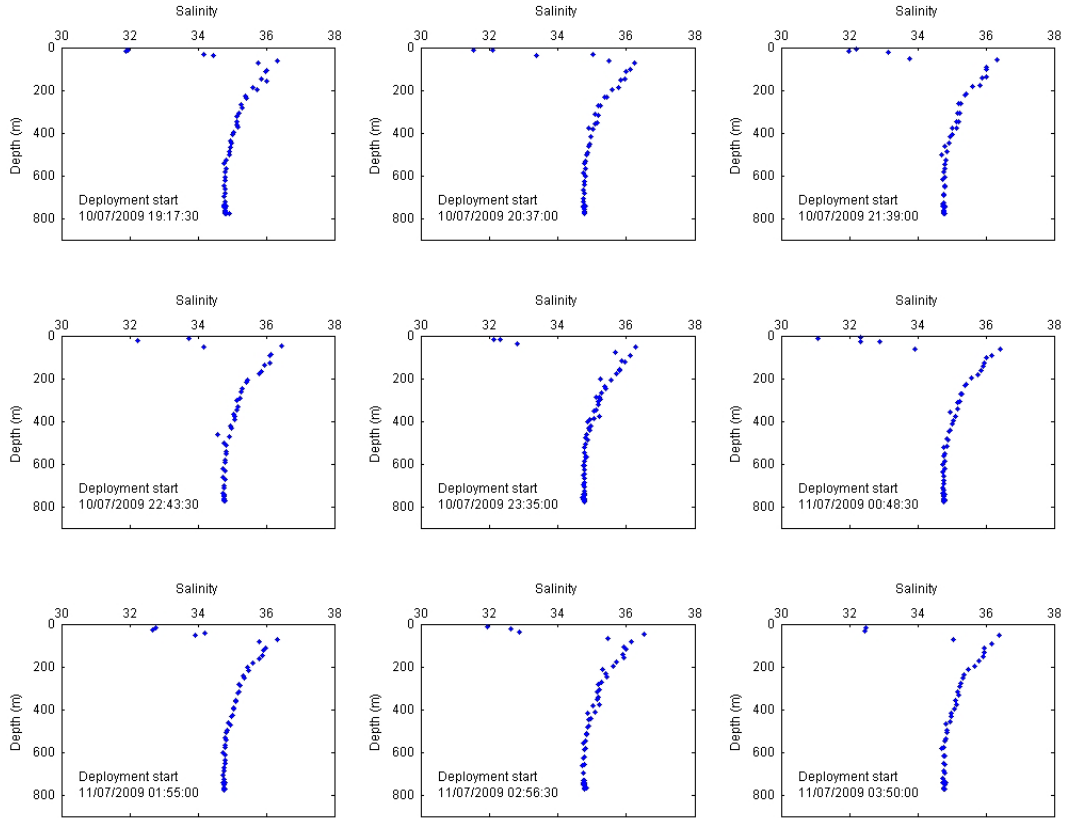 Salinity Salinity Salinity
30 32 34 36 38 30 32 34 36 38 30 32 34 36 38
0 0 0
200 200 200
Depth (m) Depth (m) Depth (m)
400 400 400
600 600 600
Deployment start Deployment start Deployment start
10/07/2009 19:17:30 10/07/2009 20:37:00 10/07/2009 21:39:00
800 800 800
Salinity Salinity Salinity
30 32 34 36 38 30 32 34 36 38 30 32 34 36 38
0 0 0
200 200 200
Depth (m) Depth (m) Depth (m)
400 400 400
600 600 600
Deployment start Deployment start Deployment start
10/07/2009 22:43:30 10/07/2009 23:35:00 11/07/2009 00:48:30
800 800 800
Salinity Salinity Salinity
30 32 34 36 38 30 32 34 36 38 30 32 34 36 38
0 0 0
200 200 200
Depth (m) Depth (m) Depth (m)
400 400 400
600 600 600
Deployment start Deployment start Deployment start
11/07/2009 01:55:00 11/07/2009 02:56:30 11/07/2009 03:50:00
800 800 800